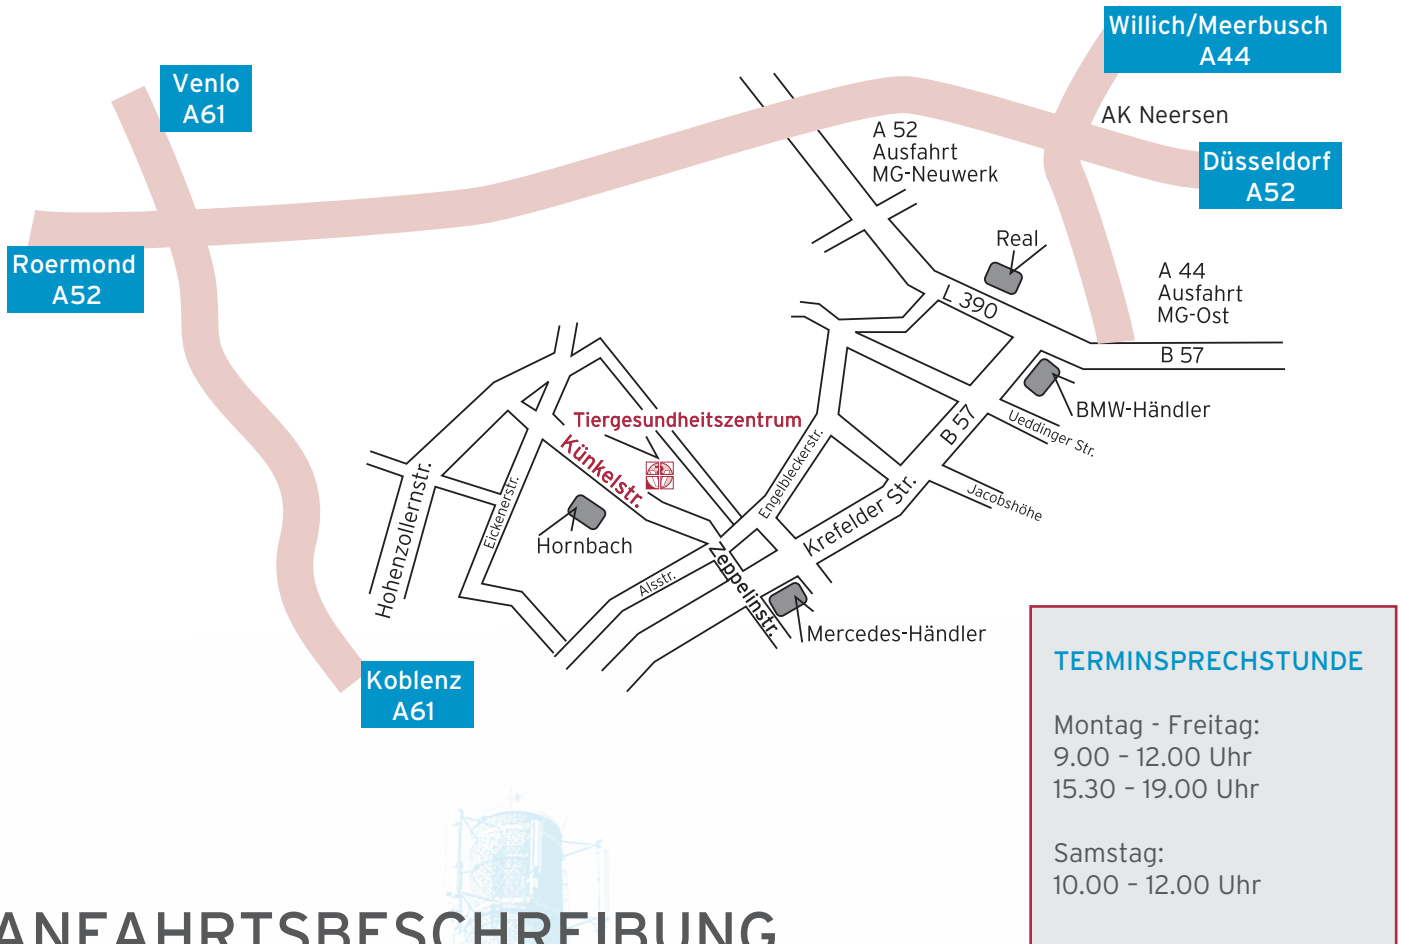 Willich/Meerbusch
A44
Venlo
A61
AK Neersen
A 52
Ausfahrt
MG-Neuwerk
Düsseldorf
A52
Real
Roermond
A52
A 44
Ausfahrt
MG-Ost
L 390
B 57
BMW-Händler
Ueddinger Str.
B 57
Tiergesundheitszentrum
Künkelstr.
Engelbleckerstr.
Hohenzollernstr.
Eickenerstr.
Jacobshöhe
Krefelder Str.
Hornbach
Zeppelinstr.
Alsstr.
Mercedes-Händler
Koblenz
A61
TERMINSPRECHSTUNDE
Montag - Freitag:
9.00 – 12.00 Uhr
15.30 – 19.00 Uhr
Samstag:
10.00 – 12.00 Uhr
ANFAHRTSBESCHREIBUNG